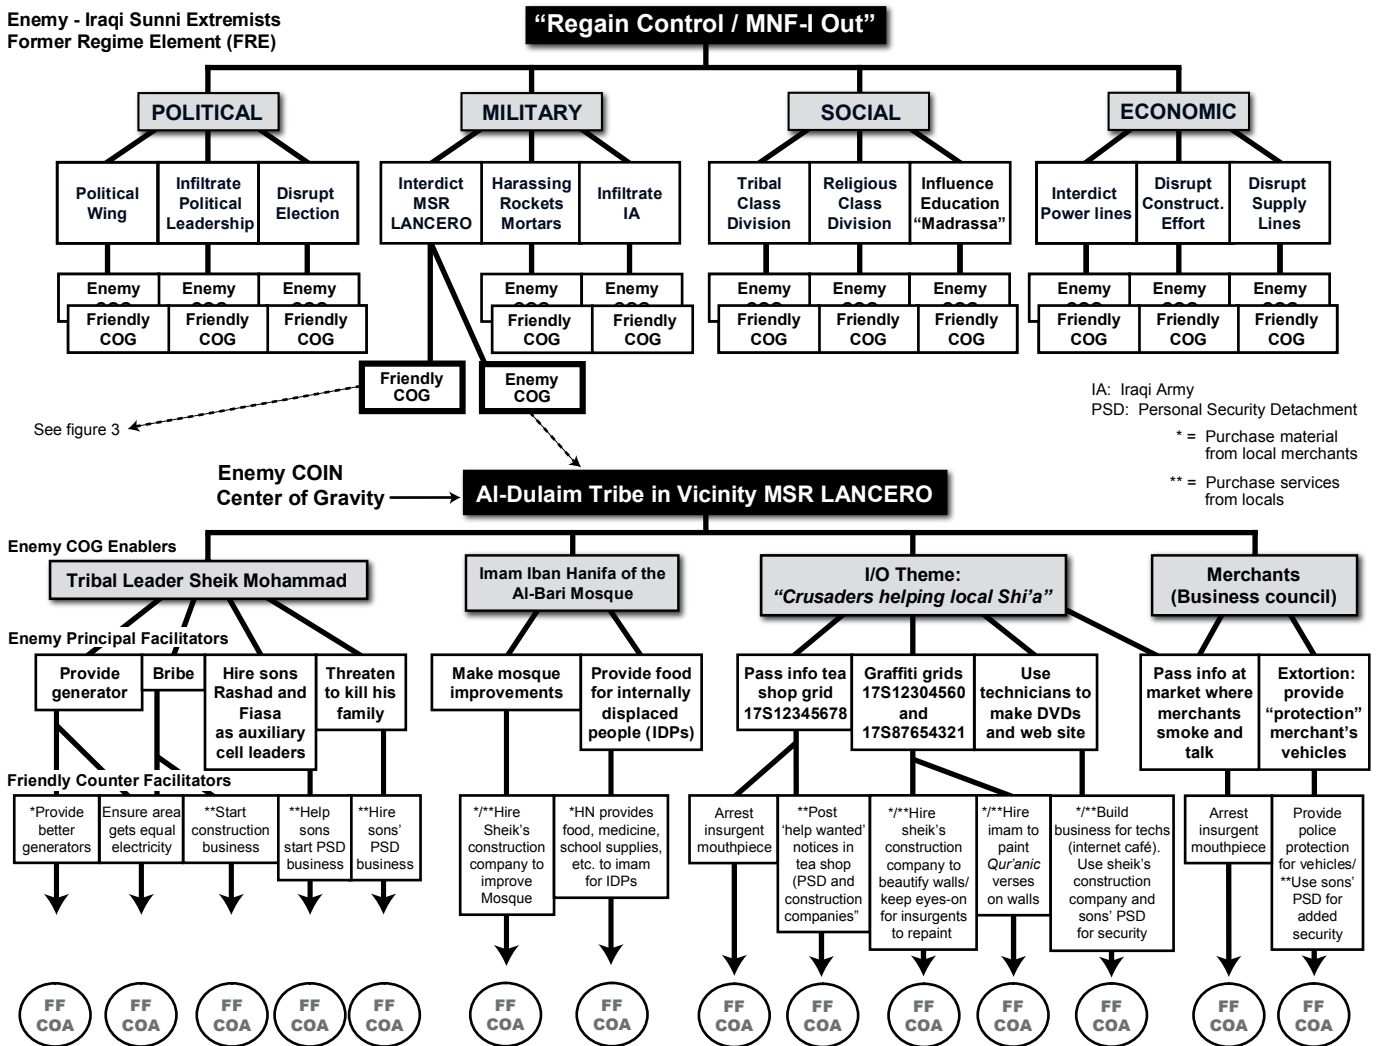 Enemy - Iraqi Sunni Extremists
Former Regime Element (FRE)
“Regain Control / MNF-I Out”
POLITICAL
MILITARY
SOCIAL
ECONOMIC
Political
Wing
Infiltrate
Political
Leadership
Disrupt
Election
Interdict
MSR
LANCERO
Harassing
Rockets
Mortars
Infiltrate
IA
Tribal
Class
Division
Religious
Class
Division
Influence
Education
“Madrassa”
Interdict
Power lines
Disrupt
Construct.
Effort
Disrupt
Supply
Lines
Enemy
COG
Enemy
COG
Enemy
COG
Friendly
COG
Friendly
COG
Friendly
COG
Enemy
COG
Enemy
COG
Friendly
COG
Friendly
COG
Enemy
COG
Enemy
COG
Enemy
COG
Friendly
COG
Friendly
COG
Friendly
COG
Enemy
COG
Enemy
COG
Enemy
COG
Friendly
COG
Friendly
COG
Friendly
COG
Friendly
COG
Enemy
COG
See figure 3
IA: Iraqi Army
PSD: Personal Security Detachment
* = Purchase material
from local merchants
** = Purchase services
from locals
Enemy COIN
Center of Gravity
Al-Dulaim Tribe in Vicinity MSR LANCERO
Enemy COG Enablers
Tribal Leader Sheik Mohammad
Imam Iban Hanifa of the
Al-Bari Mosque
I/O Theme:
“Crusaders helping local Shi’a”
Merchants
(Business council)
Enemy Principal Facilitators
Provide
generator
Bribe
Hire sons
Rashad and
Fiasa
as auxiliary
cell leaders
Threaten
to kill his
family
Make mosque
improvements
Provide food
for internally
displaced
people (IDPs)
Pass info tea
shop grid
17S12345678
Graffiti grids
17S12304560
and
17S87654321
Use
technicians to
make DVDs
and web site
Pass info at
market where
merchants
smoke and
talk
Extortion:
provide
“protection”
merchant’s
vehicles
Friendly Counter Facilitators
*Provide
better
generators
Ensure area
gets equal
electricity
**Start
construction
business
**Help
sons
start PSD
business
**Hire
sons’
PSD
business
*/**Hire
Sheik’s
construction
company to
improve
Mosque
*HN provides
food, medicine,
school supplies,
etc. to imam
for IDPs
Arrest
insurgent
mouthpiece
**Post
‘help wanted’
notices in
tea shop
(PSD and
construction
companies”
*/**Hire
sheik’s
construction
company to
beautify walls/
keep eyes-on
for insurgents
to repaint
*/**Hire
imam to
paint
Qur’anic
verses
on walls
*/**Build
business for techs
(internet café).
Use sheik’s
construction
company and
sons’ PSD
for security
Arrest
insurgent
mouthpiece
Provide
police
protection
for vehicles/
**Use sons’
PSD for
added
security
FF
COA
FF
COA
FF
COA
FF
COA
FF
COA
FF
COA
FF
COA
FF
COA
FF
COA
FF
COA
FF
COA
FF
COA
FF
COA
FF
COA